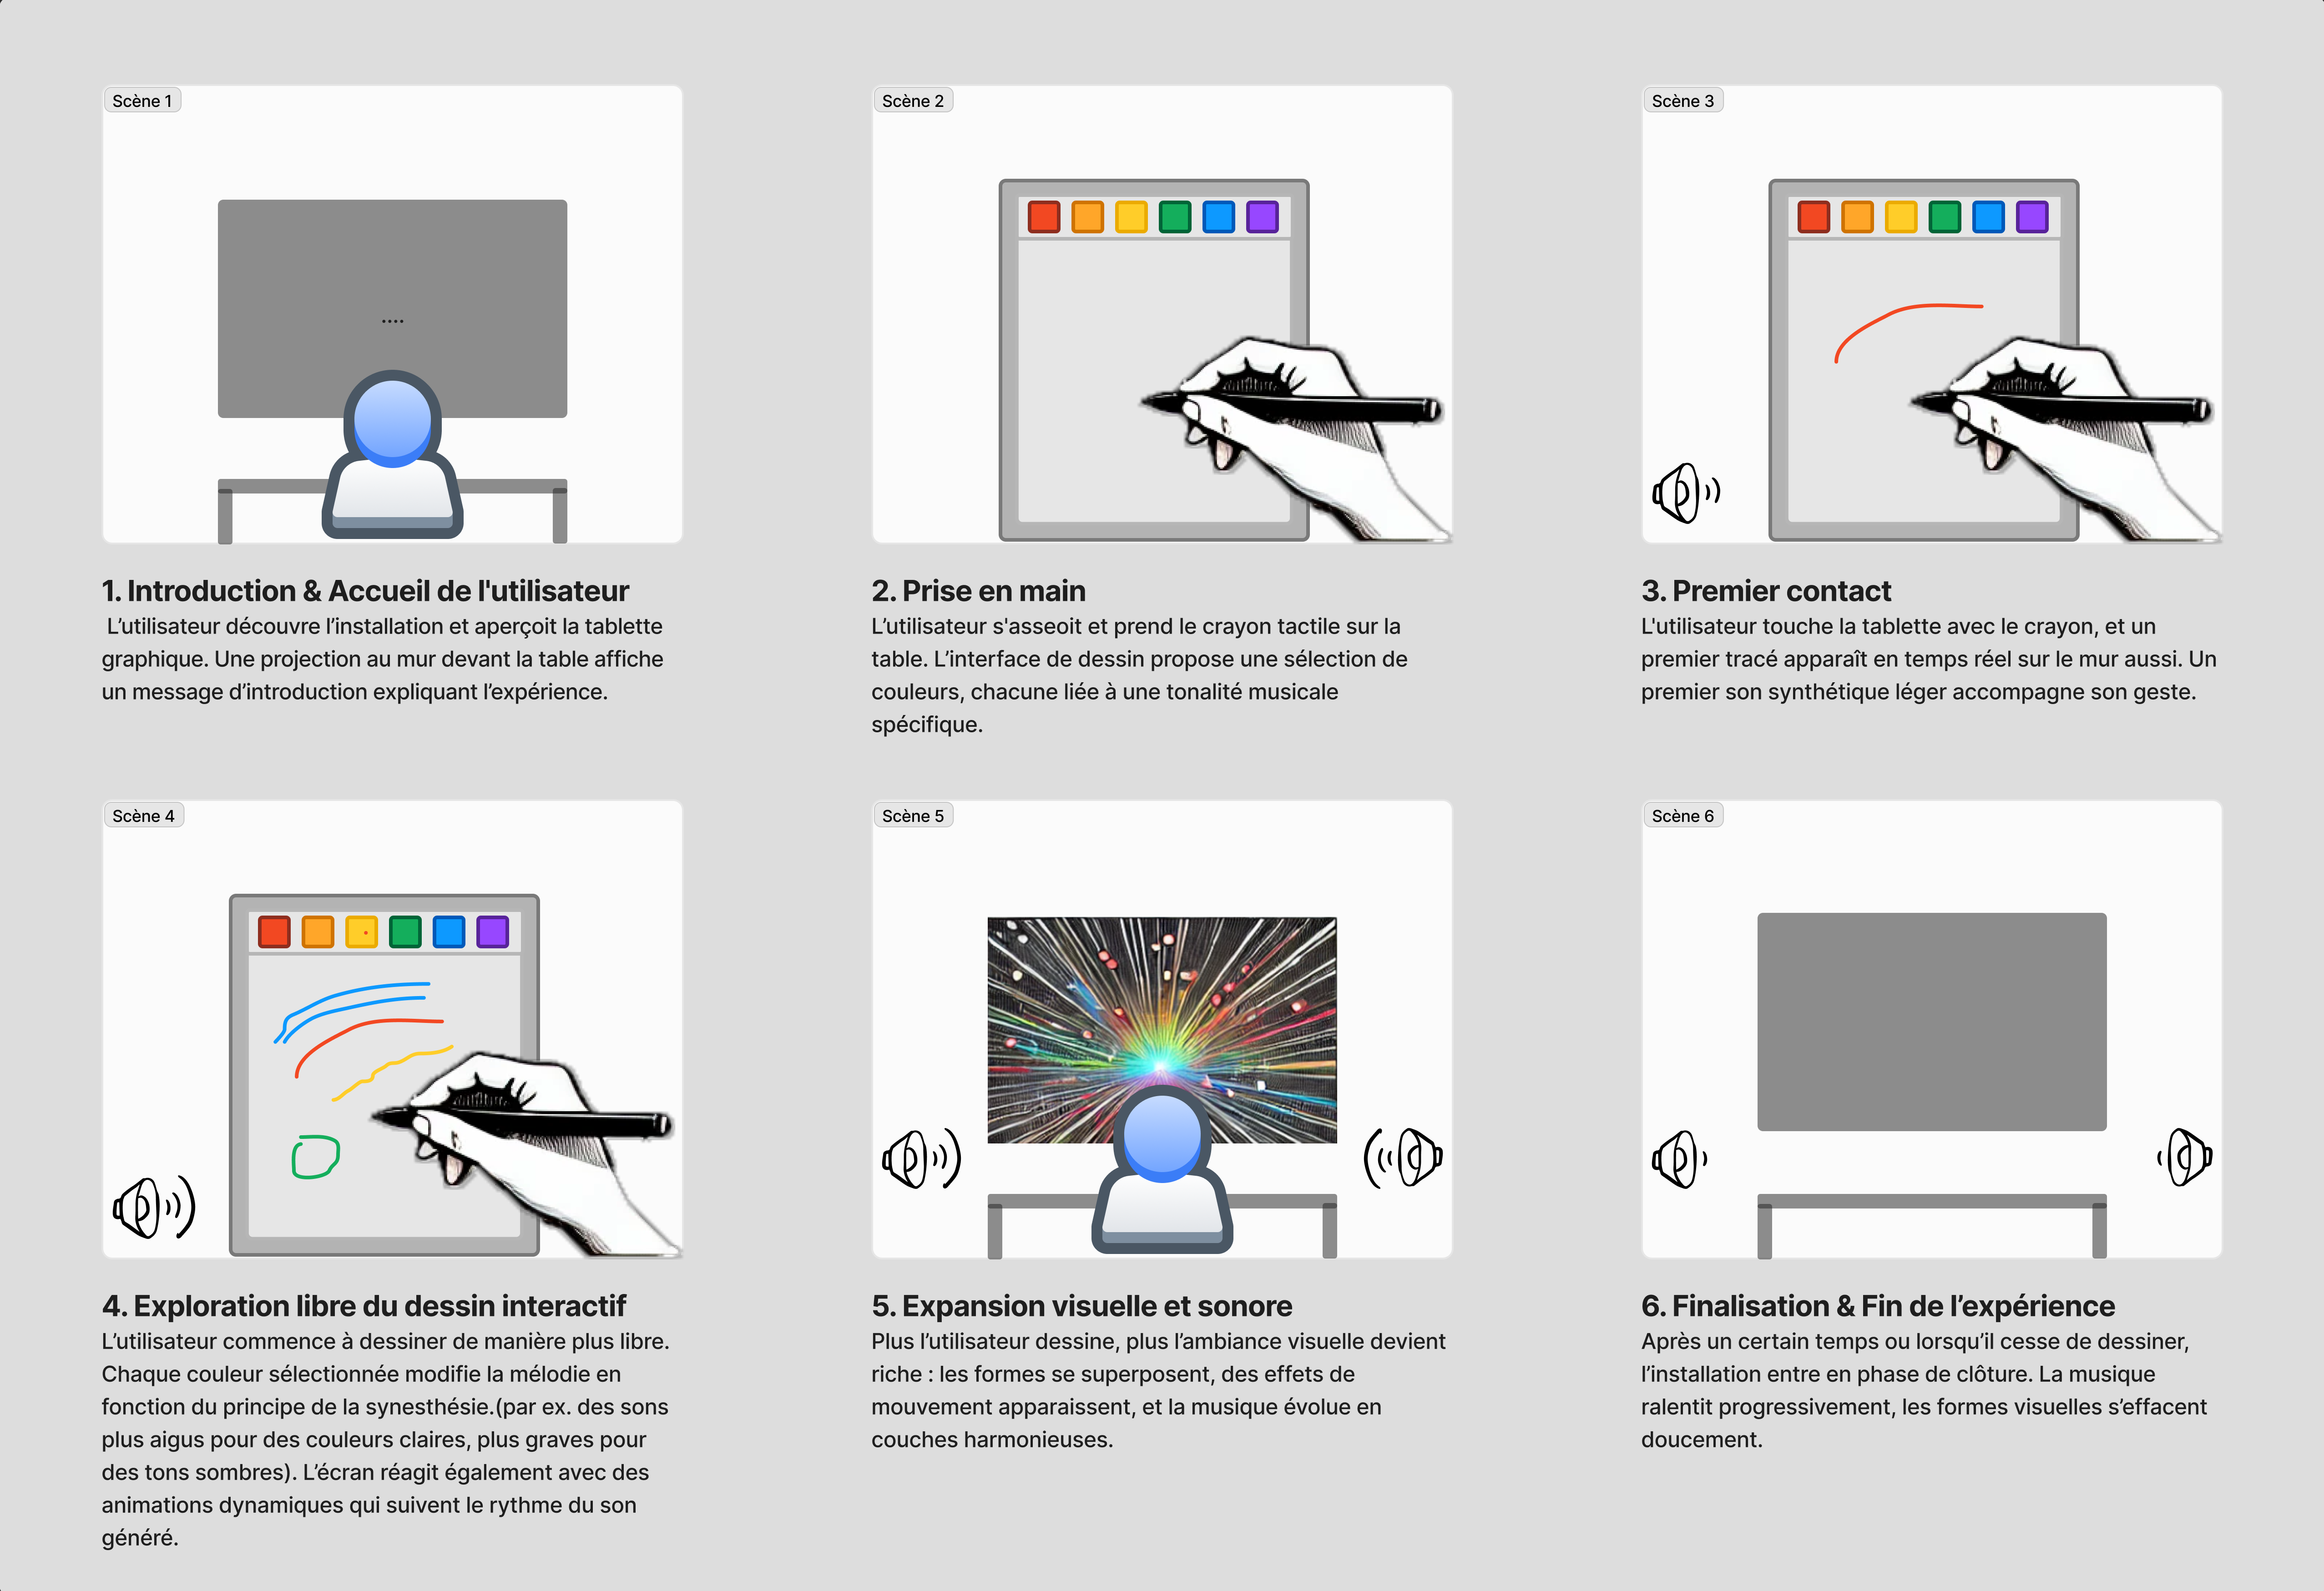 Scène 1
Scène 2
Scène 3
....
1. Introduction & Accueil de l'utilisateur
L’utilisateur découvre l’installation et aperçoit la tablette
graphique. Une projection au mur devant la table affiche
un message d’introduction expliquant l’expérience.
2. Prise en main
L’utilisateur s'asseoit et prend le crayon tactile sur la
table. L’interface de dessin propose une sélection de
couleurs, chacune liée à une tonalité musicale
spécifique.
3. Premier contact
L'utilisateur touche la tablette avec le crayon, et un
premier tracé apparaît en temps réel sur le mur aussi. Un
premier son synthétique léger accompagne son geste.
Scène 4
Scène 5
Scène 6
4. Exploration libre du dessin interactif
L’utilisateur commence à dessiner de manière plus libre.
Chaque couleur sélectionnée modifie la mélodie en
fonction du principe de la synesthésie.(par ex. des sons
plus aigus pour des couleurs claires, plus graves pour
des tons sombres). L’écran réagit également avec des
animations dynamiques qui suivent le rythme du son
généré.
5. Expansion visuelle et sonore
Plus l’utilisateur dessine, plus l’ambiance visuelle devient
riche : les formes se superposent, des effets de
mouvement apparaissent, et la musique évolue en
couches harmonieuses.
6. Finalisation & Fin de l’expérience
Après un certain temps ou lorsqu’il cesse de dessiner,
l’installation entre en phase de clôture. La musique
ralentit progressivement, les formes visuelles s’effacent
doucement.